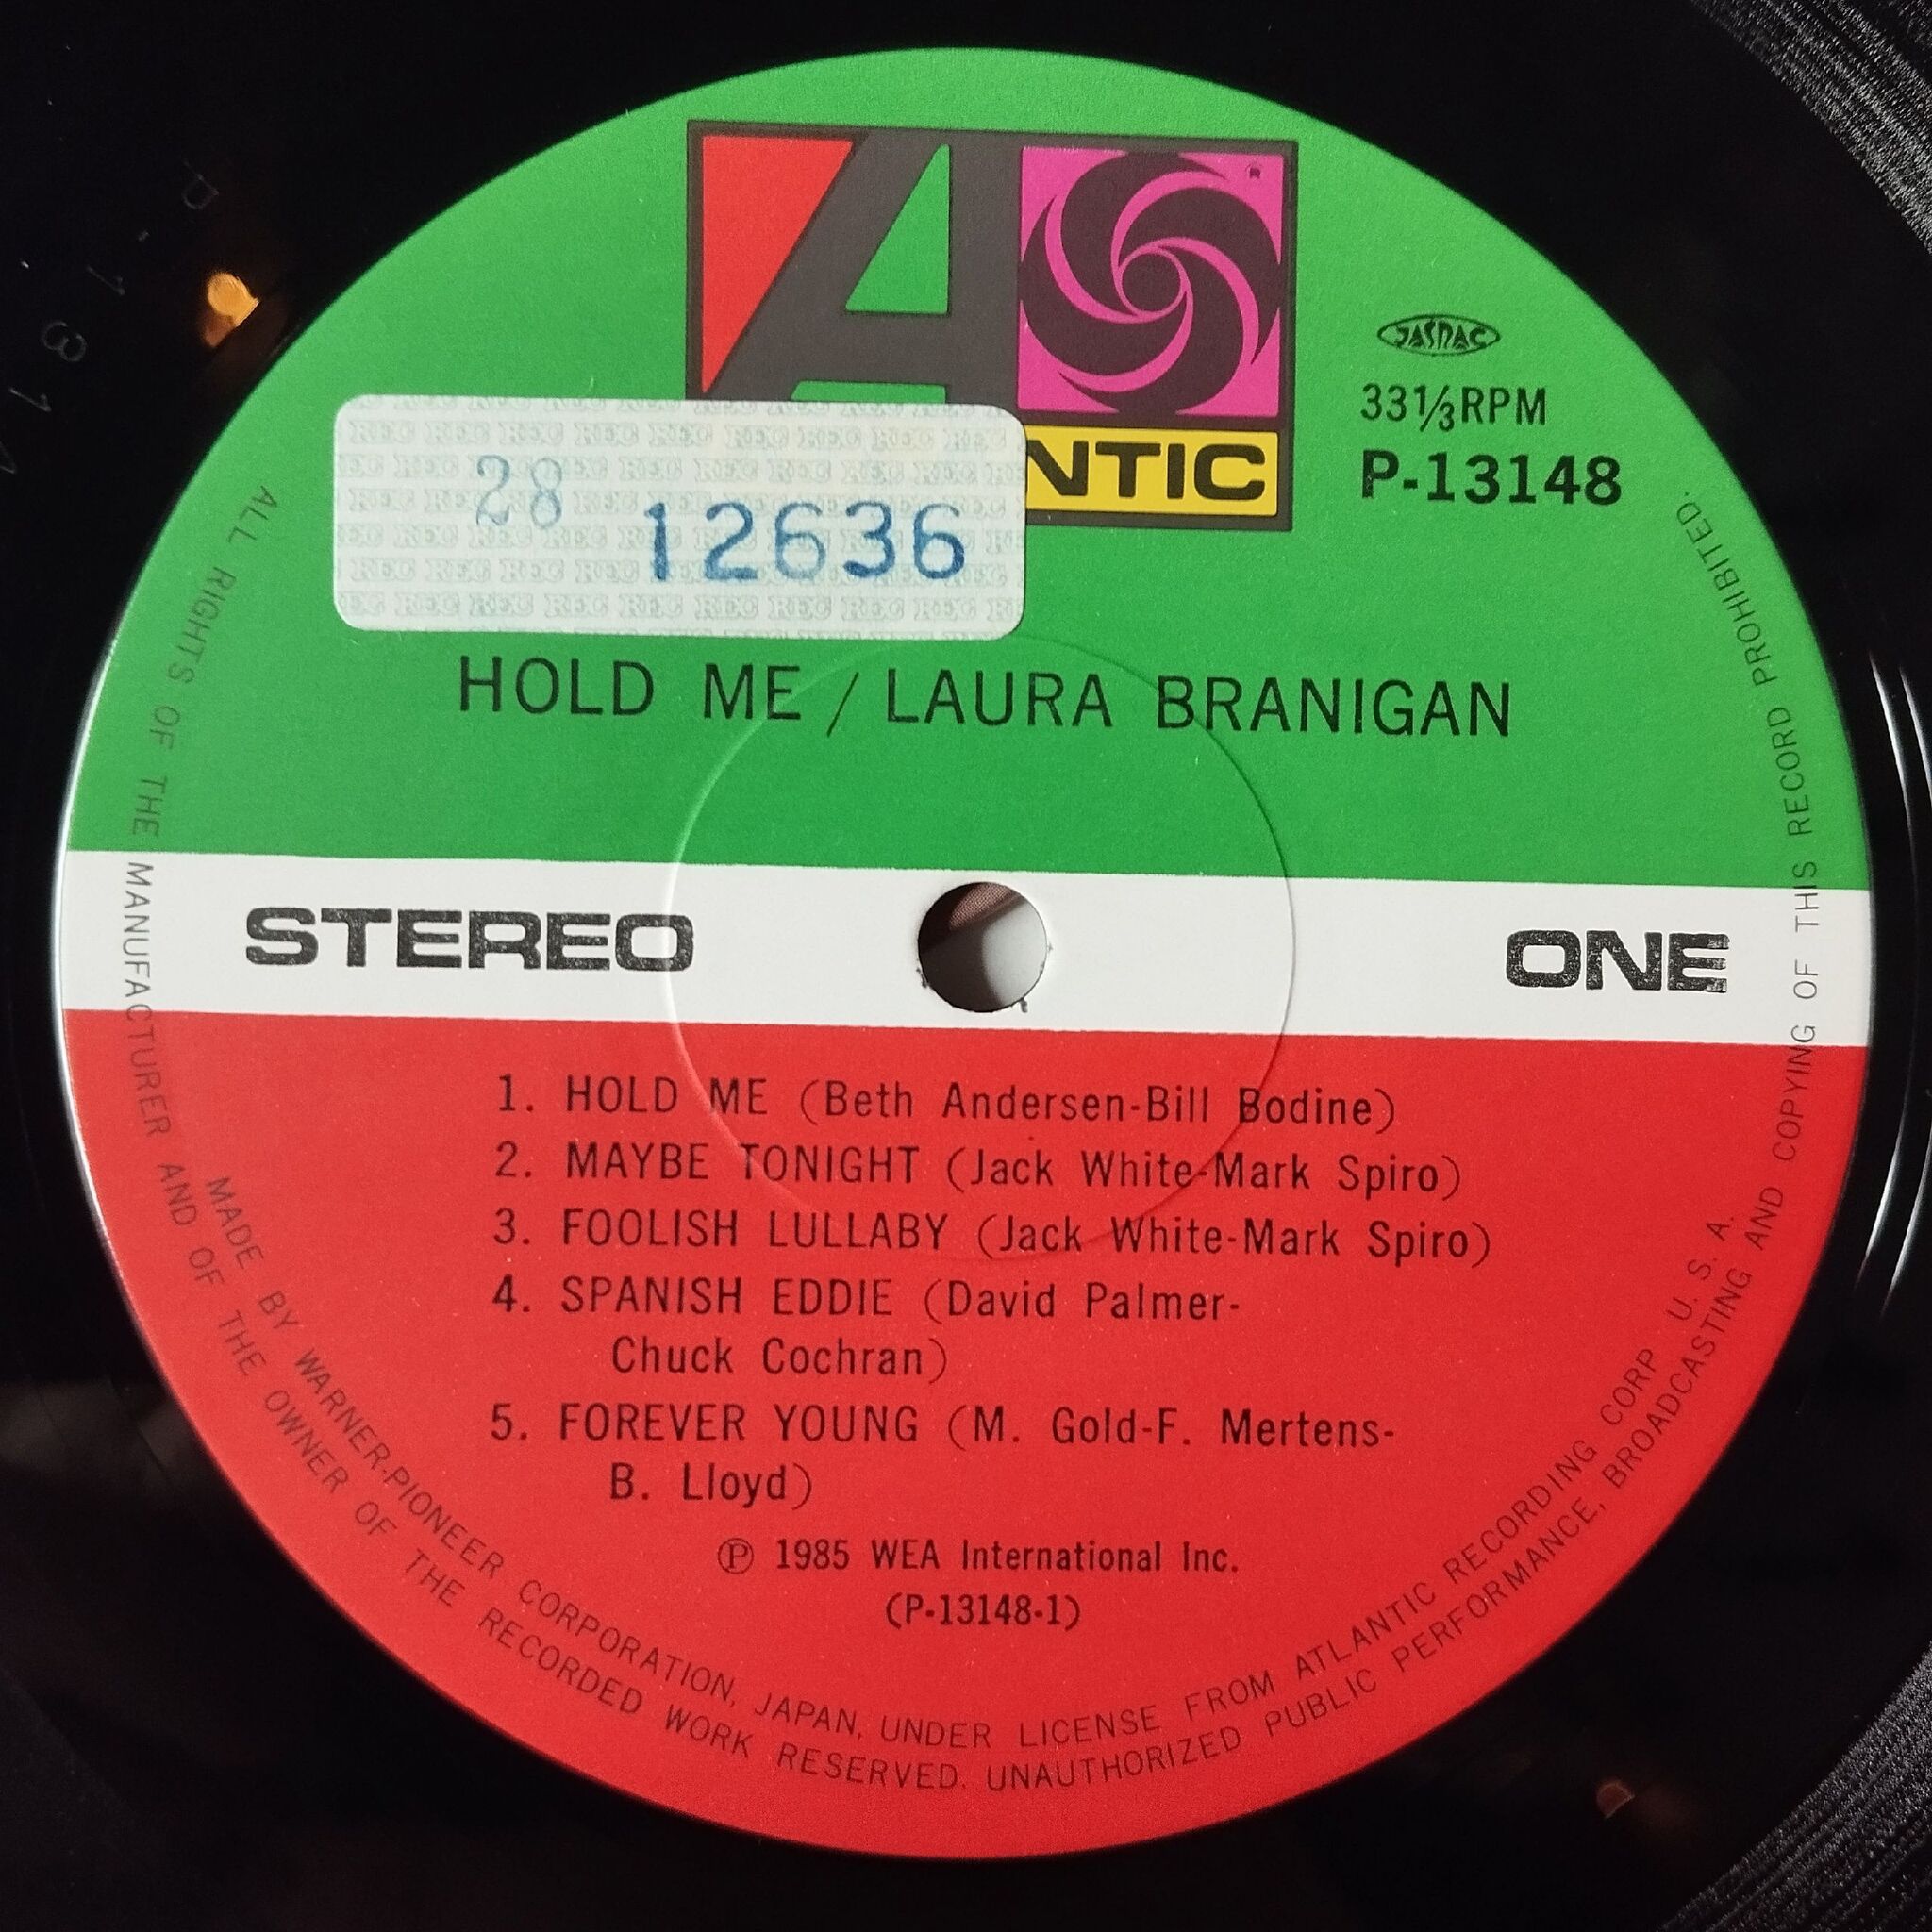 NTIC
®
JASRAC
33⅓RPM
P-13148
28
12636
HOLD ME / LAURA BRANIGAN
STEREO
ONE
1. HOLD ME (Beth Andersen-Bill Bodine)
2. MAYBE TONIGHT (Jack White-Mark Spiro)
3. FOOLISH LULLABY (Jack White-Mark Spiro)
4. SPANISH EDDIE (David Palmer-
Chuck Cochran)
5. FOREVER YOUNG (M. Gold-F. Mertens-
B. Lloyd)
Ⓟ 1985 WEA International Inc.
(P-13148-1)
MADE BY WARNER-PIONEER CORPORATION, JAPAN, UNDER LICENSE FROM ATLANTIC RECORDING CORP U. S. A.
ALL RIGHTS OF THE MANUFACTURER AND OF THE OWNER OF THE RECORDED WORK RESERVED. UNAUTHORIZED PUBLIC PERFORMANCE, BROADCASTING AND COPYING OF THIS RECORD PROHIBITED.